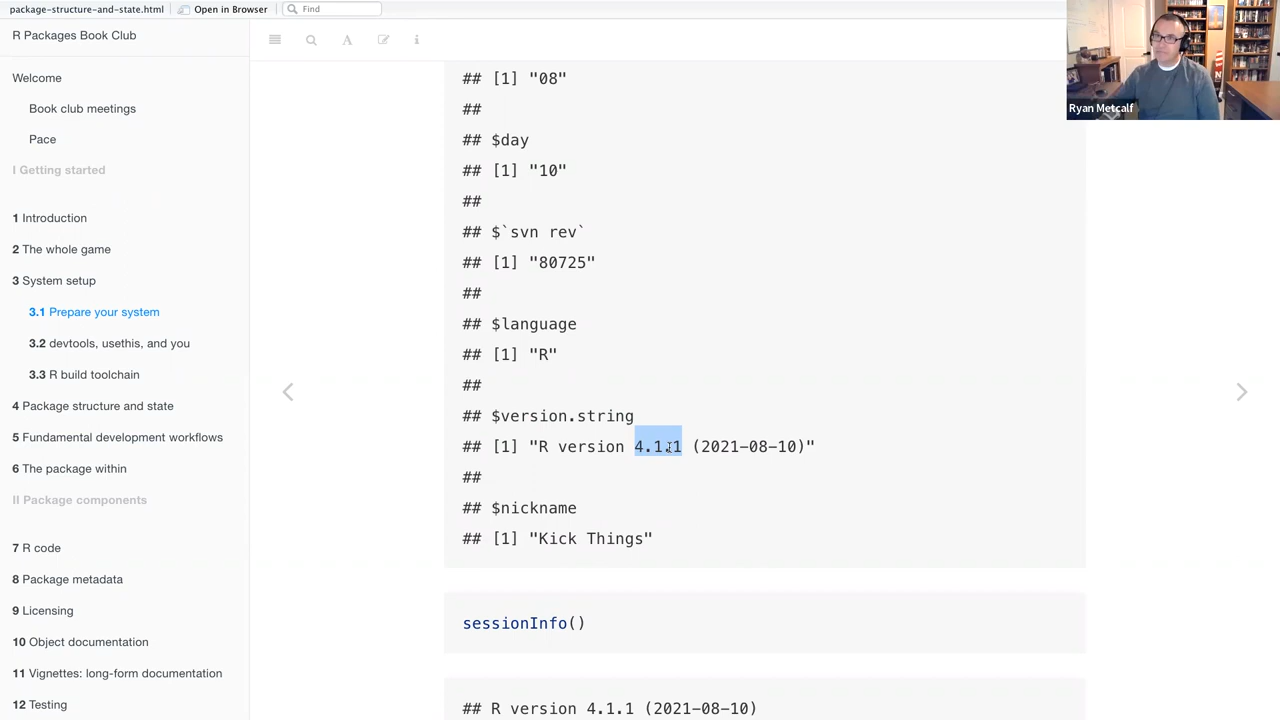 package-structure-and-state.html
Open in Browser
Find
R Packages Book Club
Welcome
Book club meetings
Pace
I Getting started
1 Introduction
2 The whole game
3 System setup
3.1 Prepare your system
3.2 devtools, usethis, and you
3.3 R build toolchain
4 Package structure and state
5 Fundamental development workflows
6 The package within
II Package components
7 R code
8 Package metadata
9 Licensing
10 Object documentation
11 Vignettes: long-form documentation
12 Testing
## [1] "08"
##
## $day
## [1] "10"
##
## $`svn rev`
## [1] "80725"
##
## $language
## [1] "R"
##
## $version.string
## [1] "R version 4.1.1 (2021-08-10)"
##
## $nickname
## [1] "Kick Things"
sessionInfo()
## R version 4.1.1 (2021-08-10)
Ryan Metcalf